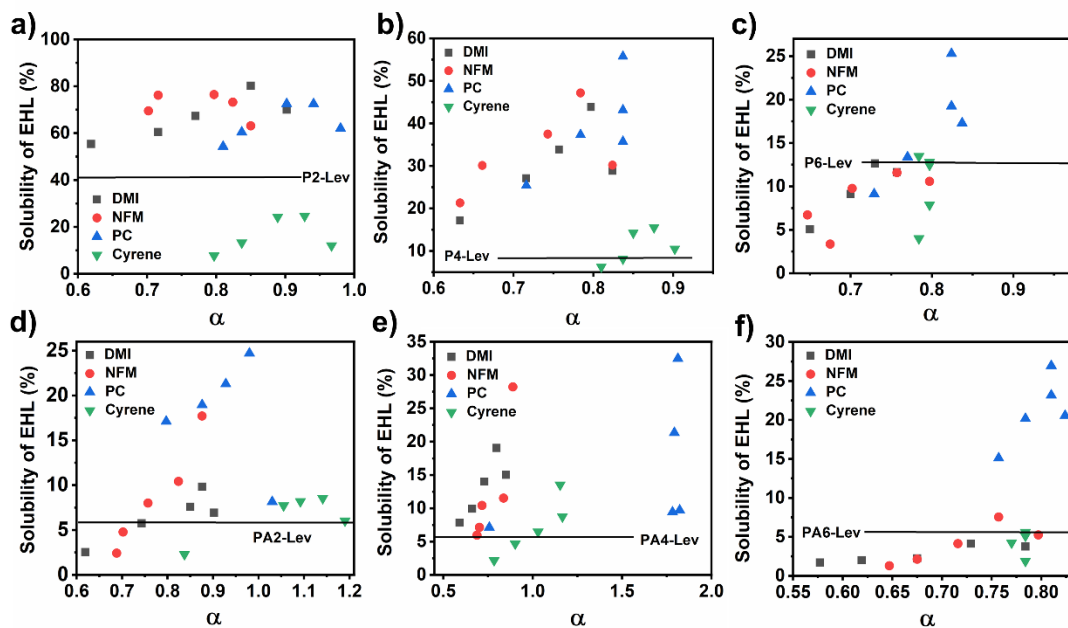 a)
Solubility of EHL (%)
100
80
60
40
20
0
P2-Lev
DMI
NFM
PC
Cyrene
0.6 0.7 0.8 0.9 1.0
α
b)
Solubility of EHL (%)
60
50
40
30
20
10
DMI
NFM
PC
Cyrene
P4-Lev
0.6 0.7 0.8 0.9
α
c)
Solubility of EHL (%)
25
20
15
10
5
0
DMI
NFM
PC
Cyrene
P6-Lev
0.7 0.8 0.9
α
d)
Solubility of EHL (%)
25
20
15
10
5
0
DMI
NFM
PC
Cyrene
PA2-Lev
0.6 0.7 0.8 0.9 1.0 1.1 1.2
α
e)
Solubility of EHL (%)
35
30
25
20
15
10
5
0
DMI
NFM
PC
Cyrene
PA4-Lev
0.5 1.0 1.5 2.0
α
f)
Solubility of EHL (%)
30
25
20
15
10
5
0
DMI
NFM
PC
Cyrene
PA6-Lev
0.55 0.60 0.65 0.70 0.75 0.80
α